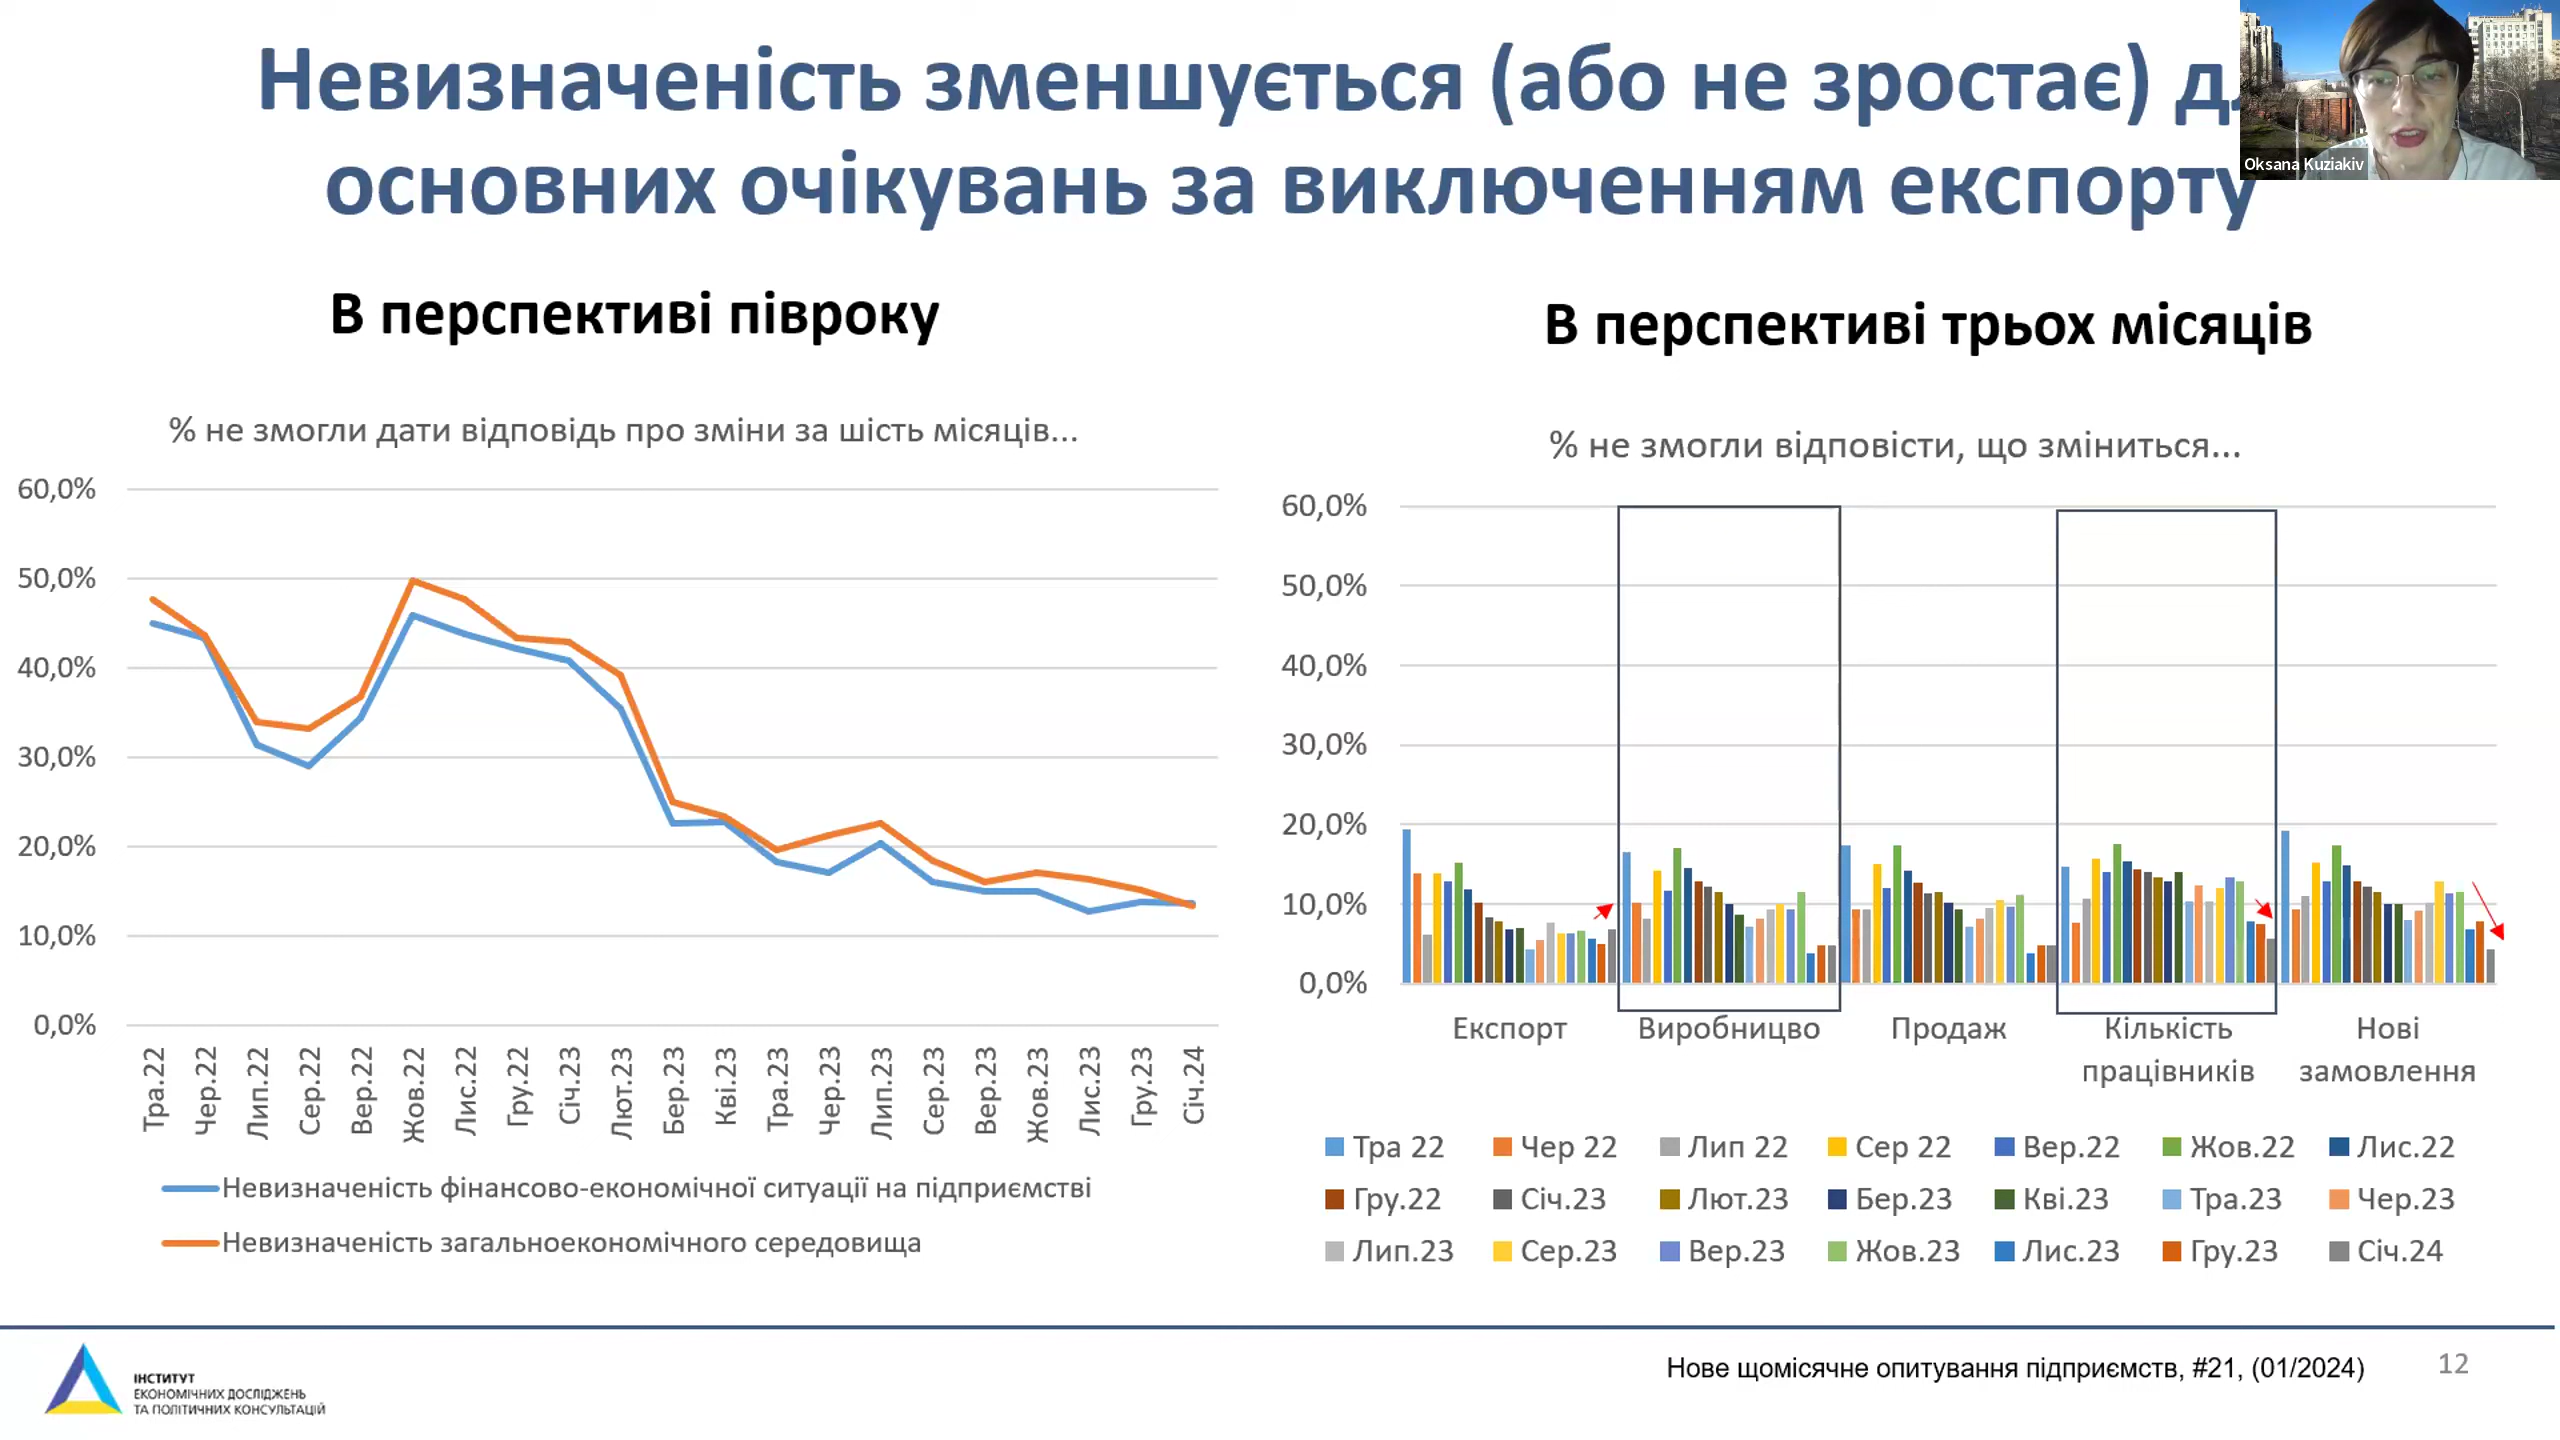 Невизначеність зменшується (або не зростає)
основних очікувань за виключенням експорту
Oksana Kuziakiv
В перспективі півроку
В перспективі трьох місяців
% не змогли дати відповідь про зміни за шість місяців...
60,0%
50,0%
40,0%
30,0%
20,0%
10,0%
0,0%
Тра.22
Чер.22
Лип.22
Сер.22
Вер.22
Жов.22
Лис.22
Гру.22
Січ.23
Лют.23
Бер.23
Кві.23
Тра.23
Чер.23
Лип.23
Сер.23
Вер.23
Жов.23
Лис.23
Гру.23
Січ.24
Невизначеність фінансово-економічної ситуації на підприємстві
Невизначеність загальноекономічного середовища
% не змогли відповісти, що зміниться...
60,0%
50,0%
40,0%
30,0%
20,0%
10,0%
0,0%
Експорт
Виробницво
Продаж
Кількість
працівників
Нові
замовлення
Тра 22 Чер 22 Лип 22 Сер 22 Вер.22 Жов.22 Лис.22
Гру.22 Січ.23 Лют.23 Бер.23 Кві.23 Тра.23 Чер.23
Лип.23 Сер.23 Вер.23 Жов.23 Лис.23 Гру.23 Січ.24
ІНСТИТУТ
ЕКОНОМІЧНИХ ДОСЛІДЖЕНЬ
ТА ПОЛІТИЧНИХ КОНСУЛЬТАЦІЙ
Нове щомісячне опитування підприємств, #21, (01/2024)
12